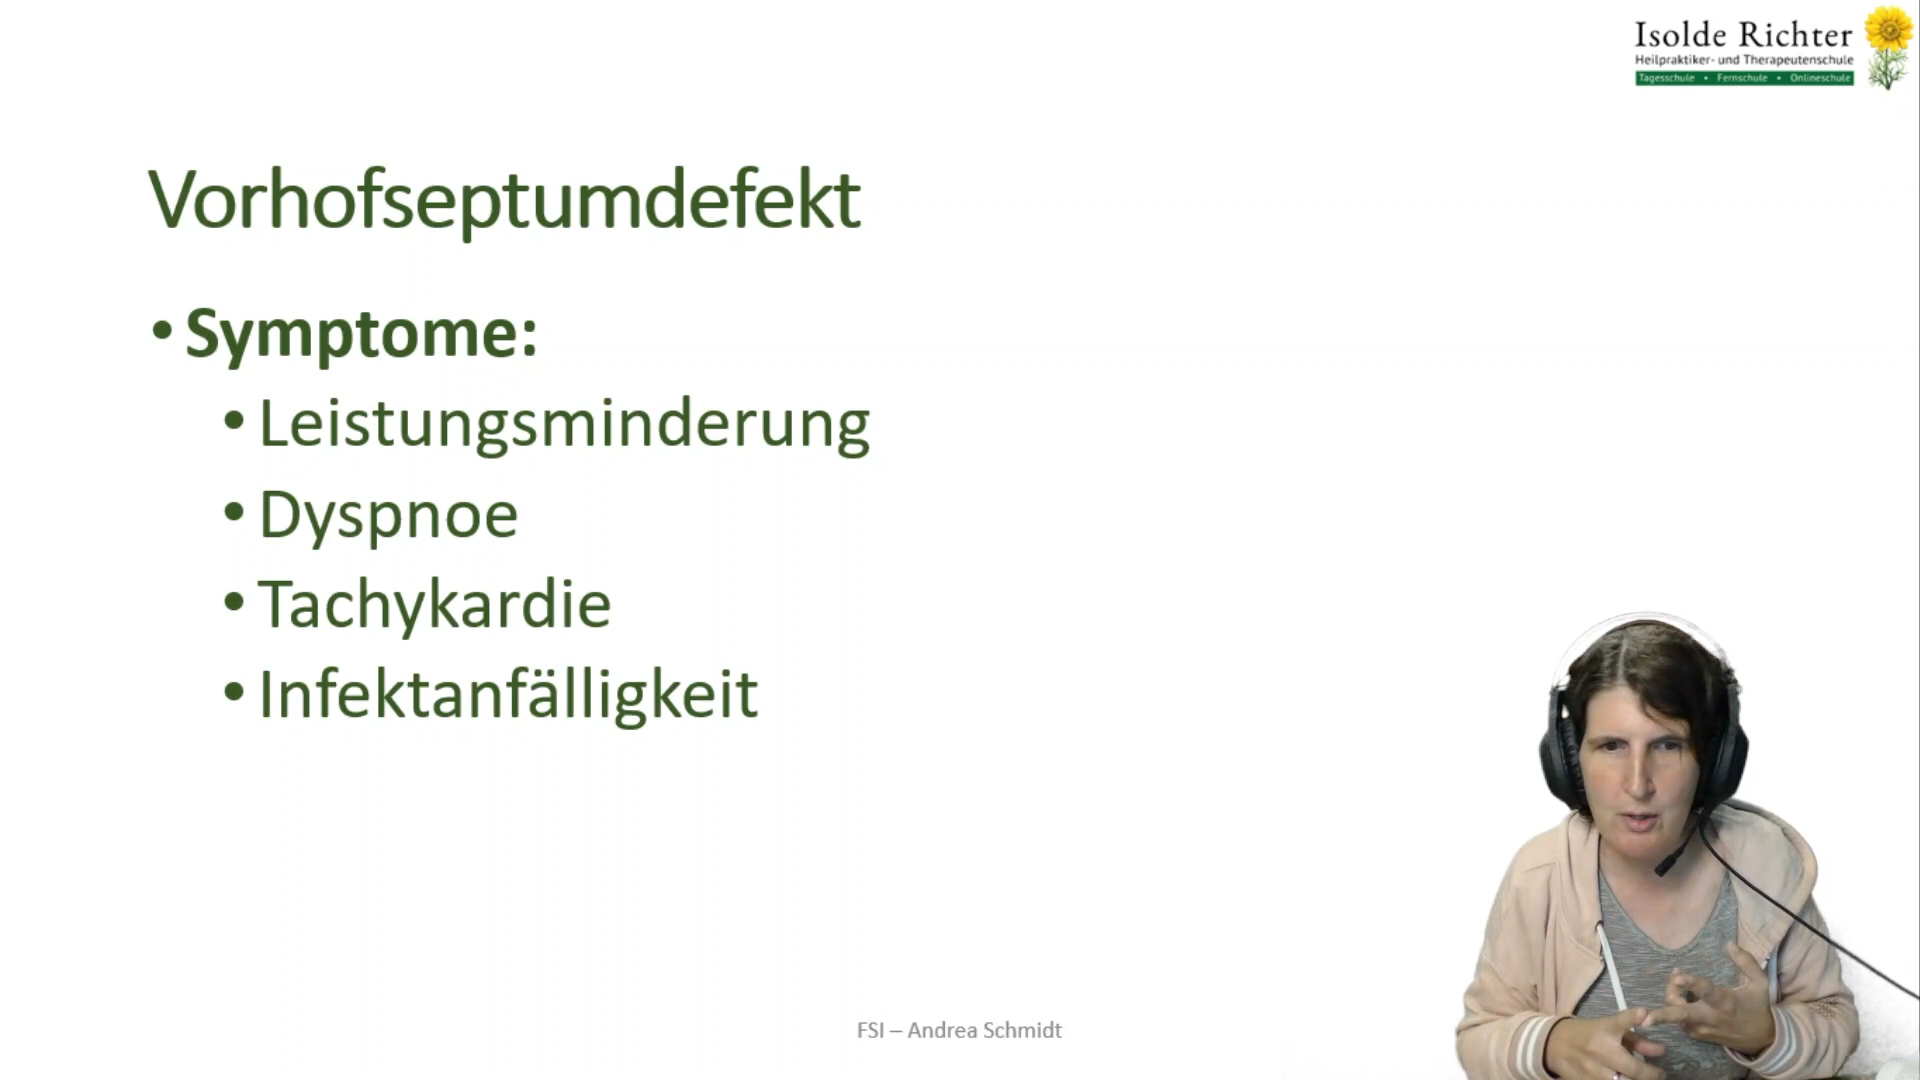 Isolde Richter
Heilpraktiker- und Therapeutenschule
Tagesschule • Fernschule • Onlineschule
Vorhofseptumdefekt
• Symptome:
• Leistungsminderung
• Dyspnoe
• Tachykardie
• Infektanfälligkeit
FSI – Andrea Schmidt